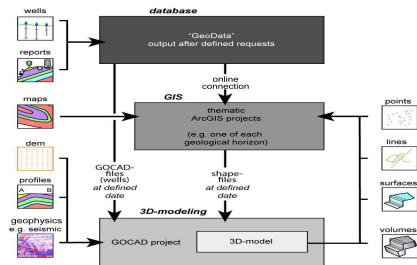 database
wells
"GeoData"
output after defined requests
reports
online
connection
GIS
maps
thematic
ArcGIS projects
(e.g. one of each
geological horizon)
points
dem
lines
GOCAD-
files
(wells)
at defined
date
shape-
files
at defined
date
profiles
A B
surfaces
3D-modeling
geophysics
e.g. seismic
GOCAD project
3D-model
volumes